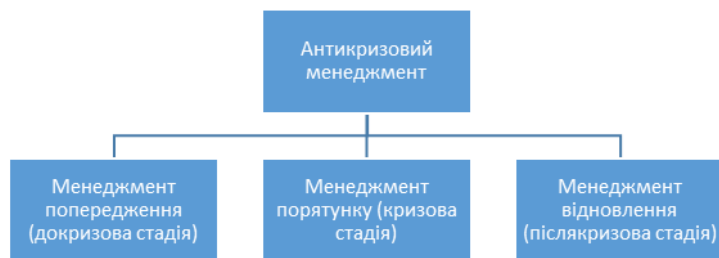 Антикризовий
менеджмент
Менеджмент
попередження
(докризова стадія)
Менеджмент
порятунку (кризова
стадія)
Менеджмент
відновлення
(післякризова стадія)